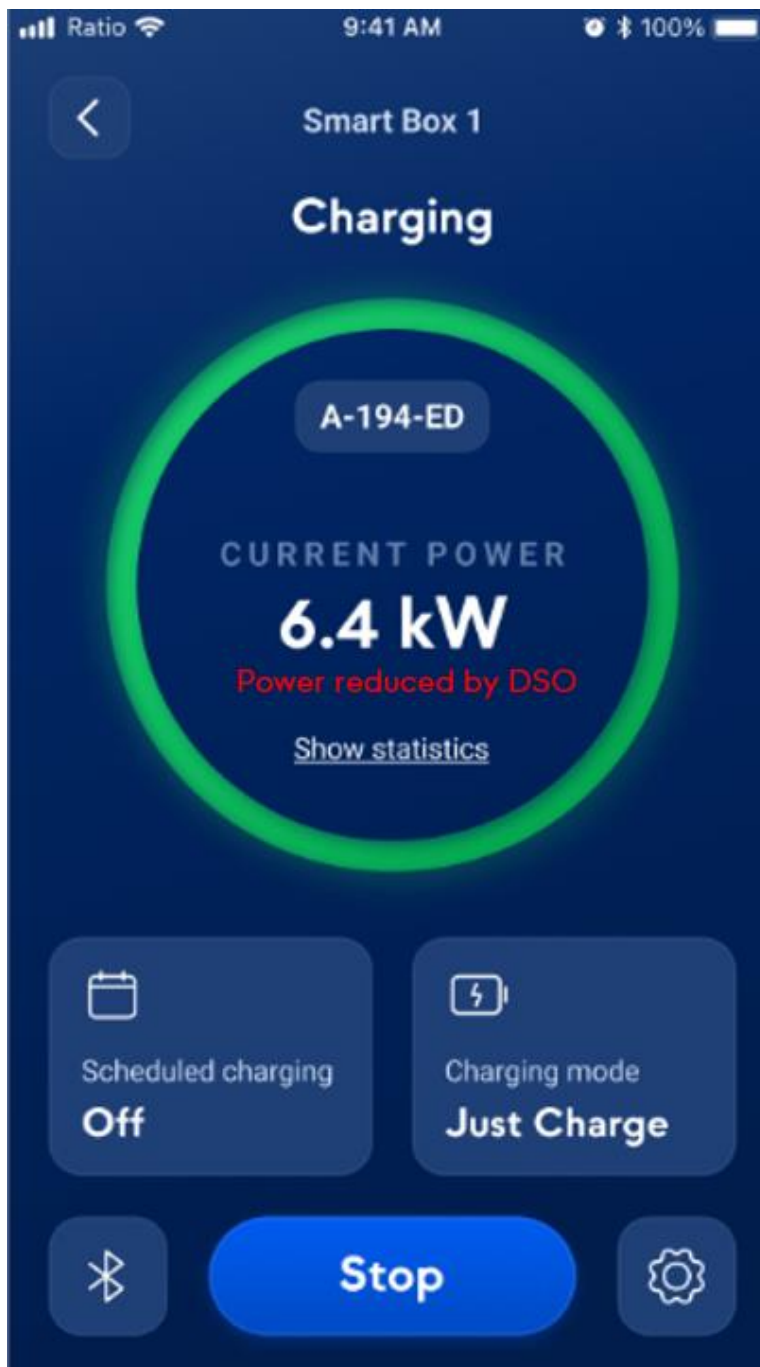 Ratio 9:41 AM 100%
Smart Box 1
Charging
A-194-ED
CURRENT POWER
6.4 kW
Power reduced by DSO
Show statistics
Scheduled charging
Off
Charging mode
Just Charge
Stop